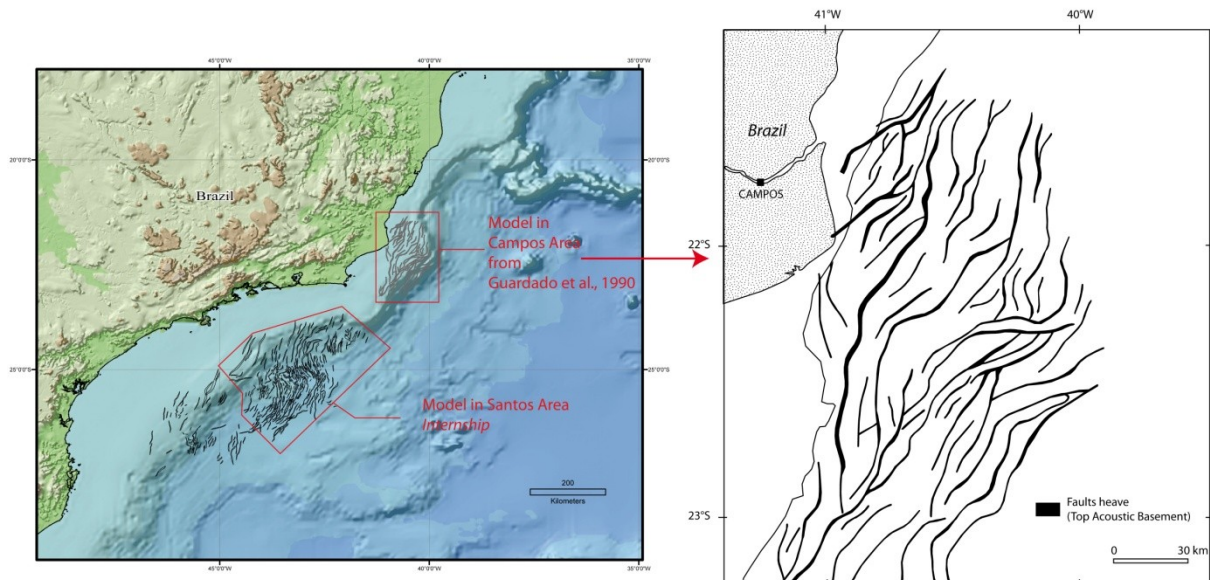 45°0'0"W
40°0'0"W
35°0'0"W
20°0'0"S
20°0'0"S
Brazil
Model in
Campos Area
from
Guardado et al., 1990
25°0'0"S
25°0'0"S
Model in Santos Area
Internship
200
Kilometers
45°0'0"W
40°0'0"W
35°0'0"W
41°W
40°W
Brazil
CAMPOS
22°S
23°S
Faults heave
(Top Acoustic Basement)
0
30 km